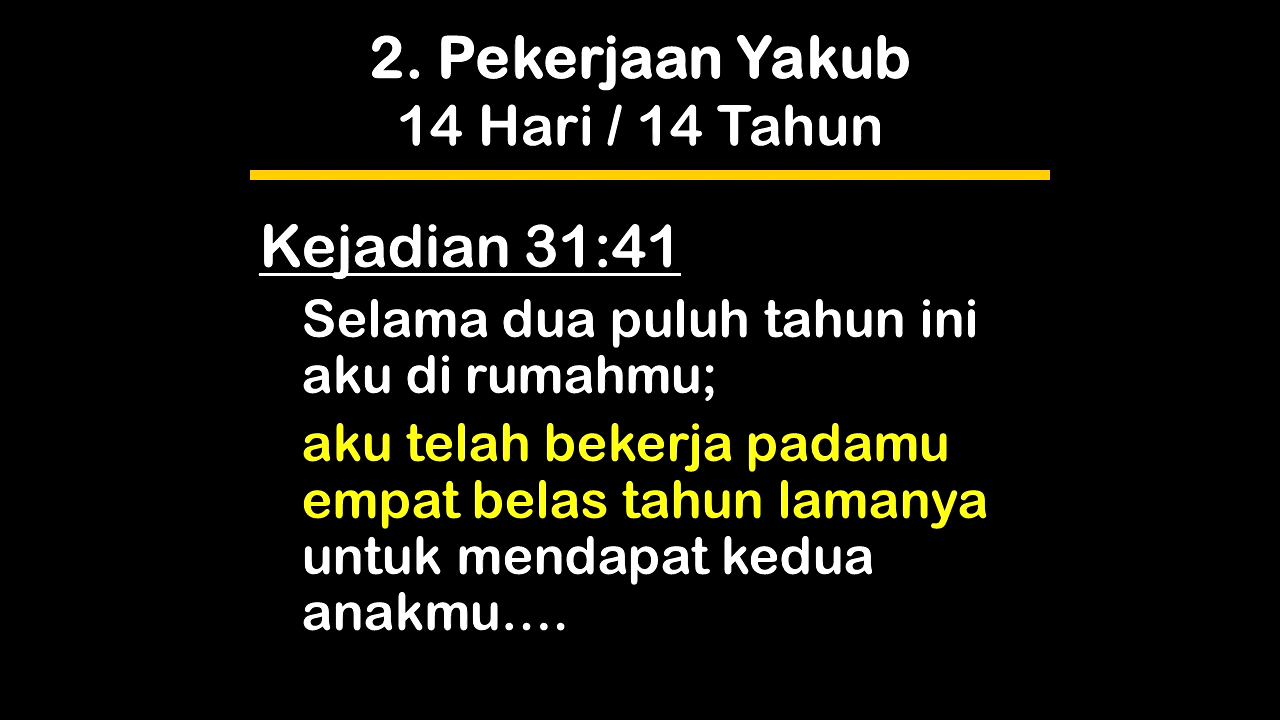 2. Pekerjaan Yakub
14 Hari / 14 Tahun
Kejadian 31:41
Selama dua puluh tahun ini
aku di rumahmu;
aku telah bekerja padamu
empat belas tahun lamanya
untuk mendapat kedua
anakmu....